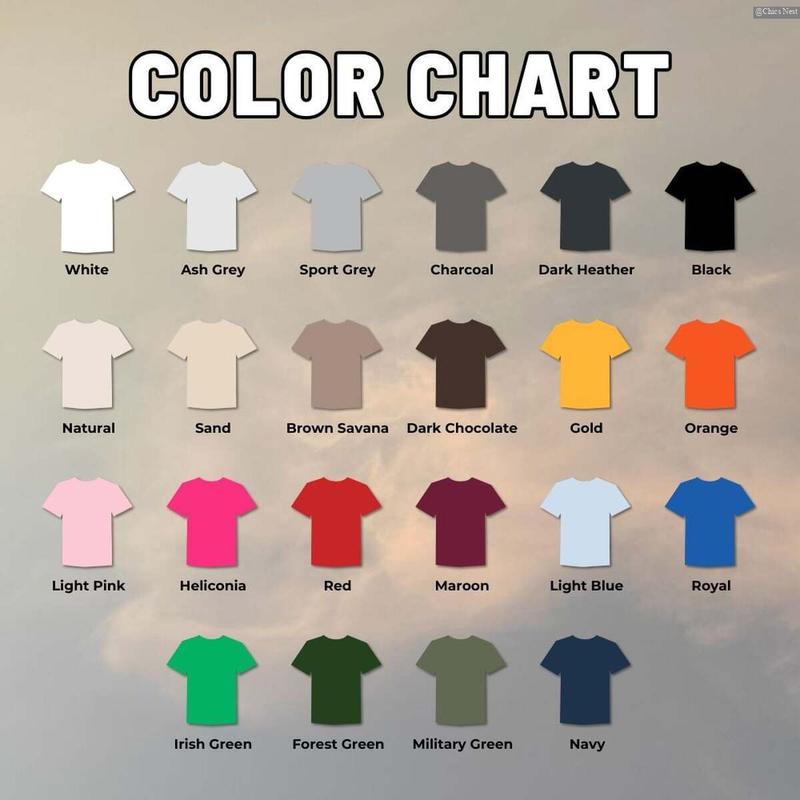 @Chics Nest
COLOR CHART
White Ash Grey Sport Grey Charcoal Dark Heather Black
Natural Sand Brown Savana Dark Chocolate Gold Orange
Light Pink Heliconia Red Maroon Light Blue Royal
Irish Green Forest Green Military Green Navy